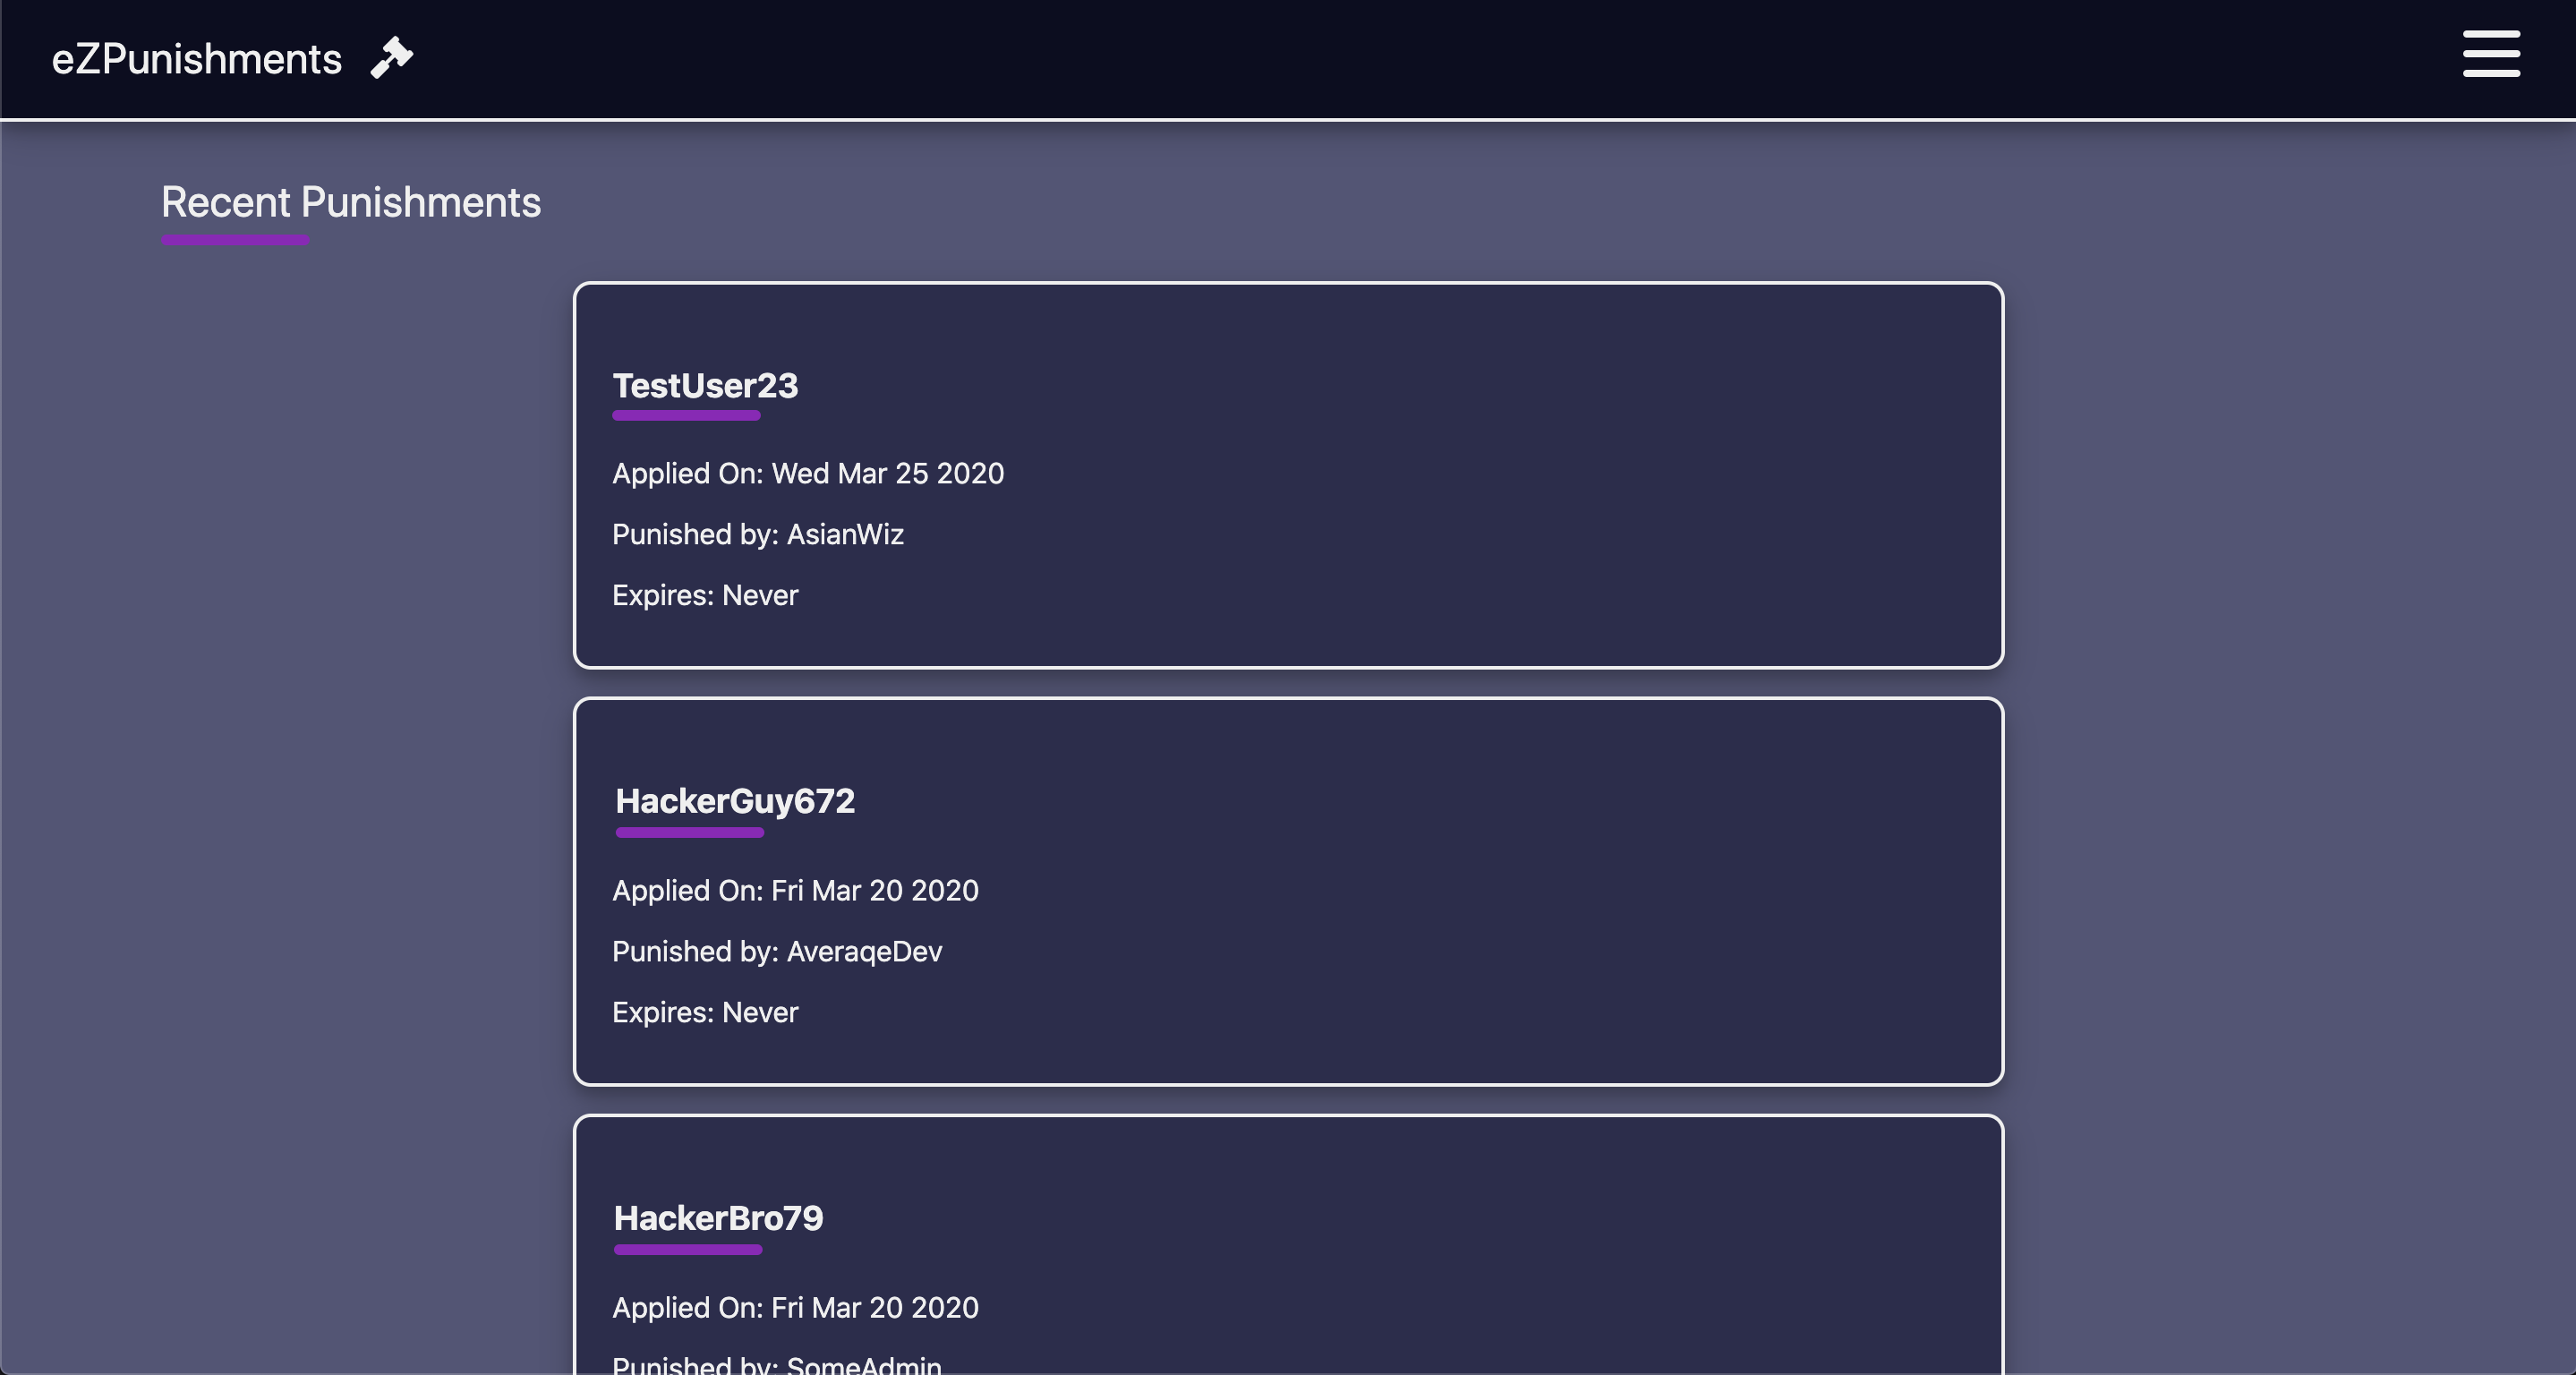 eZPunishments
Recent Punishments
TestUser23
Applied On: Wed Mar 25 2020
Punished by: AsianWiz
Expires: Never
HackerGuy672
Applied On: Fri Mar 20 2020
Punished by: AveraqeDev
Expires: Never
HackerBro79
Applied On: Fri Mar 20 2020
Punished by: SomeAdmin